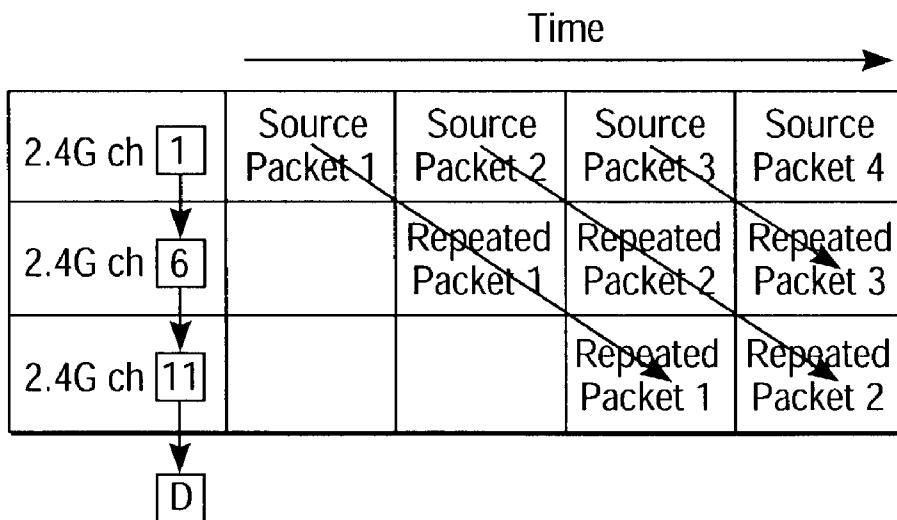 Time
2.4G ch 1
Source
Packet 1
Source
Packet 2
Source
Packet 3
Source
Packet 4
2.4G ch 6
Repeated
Packet 1
Repeated
Packet 2
Repeated
Packet 3
2.4G ch 11
Repeated
Packet 1
Repeated
Packet 2
D